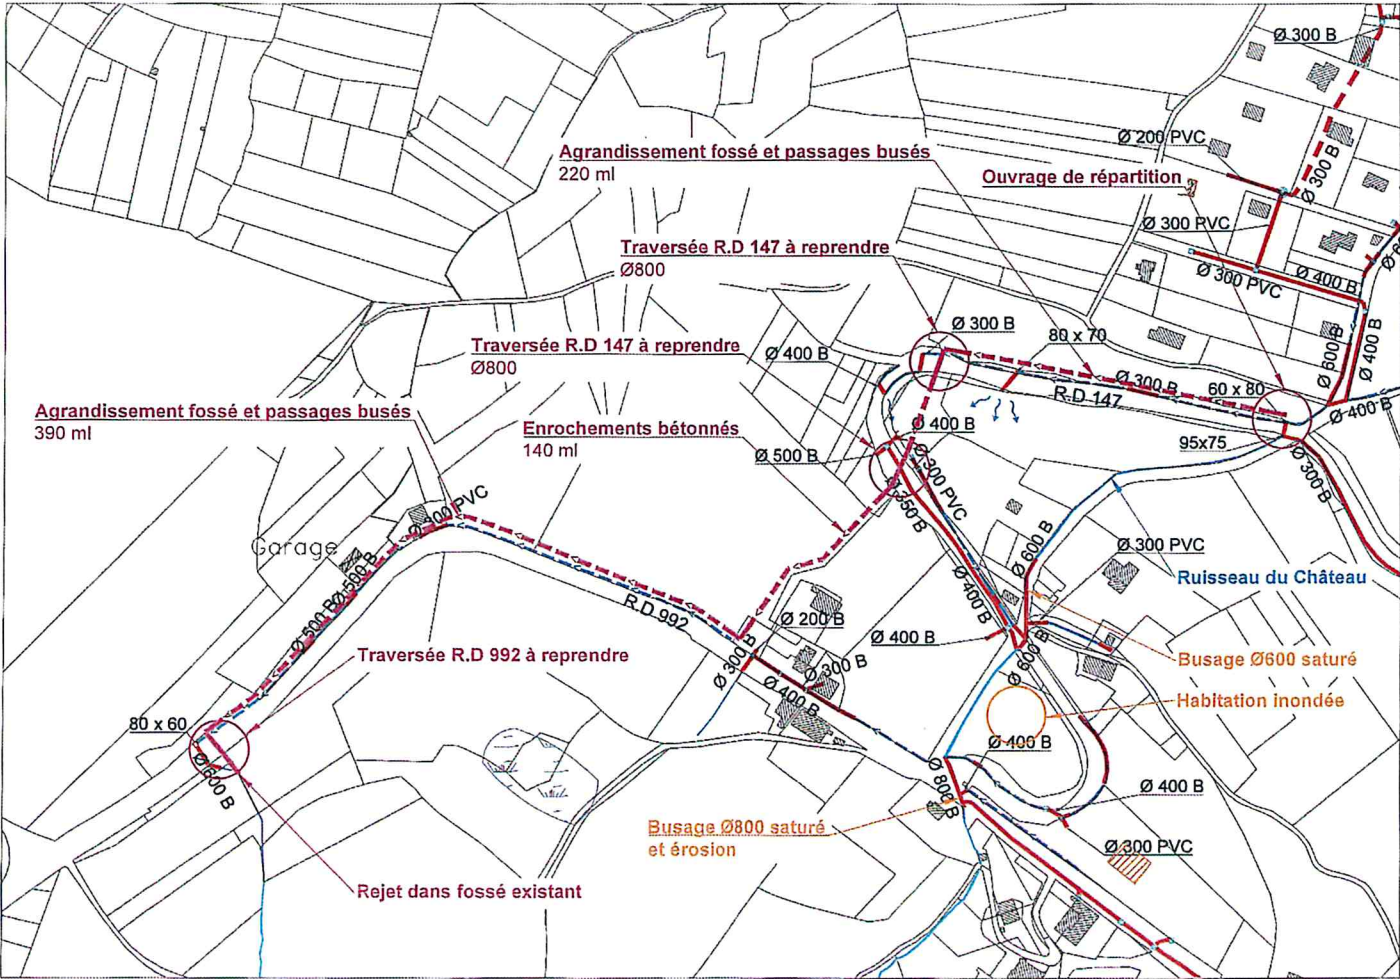 Ø 300 B
Ø 200 PVC
Agrandissement fossé et passages busés
220 ml
Ouvrage de répartition
Ø 300 B
Ø 300 PVC
Traversée R.D 147 à reprendre
Ø800
Ø 300 PVC
Ø 400 B
Ø 300 B
80 x 70
Traversée R.D 147 à reprendre
Ø800
Ø 400 B
Ø 600 B
Ø 400 B
Ø 300 B
60 x 80
R.D 147
Ø 400 B
Agrandissement fossé et passages busés
390 ml
Enrochements bétonnés
140 ml
Ø 400 B
95x75
Ø 500 B
Ø 300 PVC
Ø 350 B
Ø 300 B
Ø 300 PVC
Garage
Ø 500 B
Ø 500 B
Ø 600 B
Ø 300 PVC
Ruisseau du Château
Ø 400 B
R.D 992
Ø 200 B
Ø 400 B
Ø 600 B
Traversée R.D 992 à reprendre
Ø 300 B
Ø 300 B
Busage Ø600 saturé
Ø 400 B
Habitation inondée
80 x 60
Ø 400 B
Ø 600 B
Ø 800 B
Ø 400 B
Busage Ø800 saturé
et érosion
Ø 300 PVC
Rejet dans fossé existant